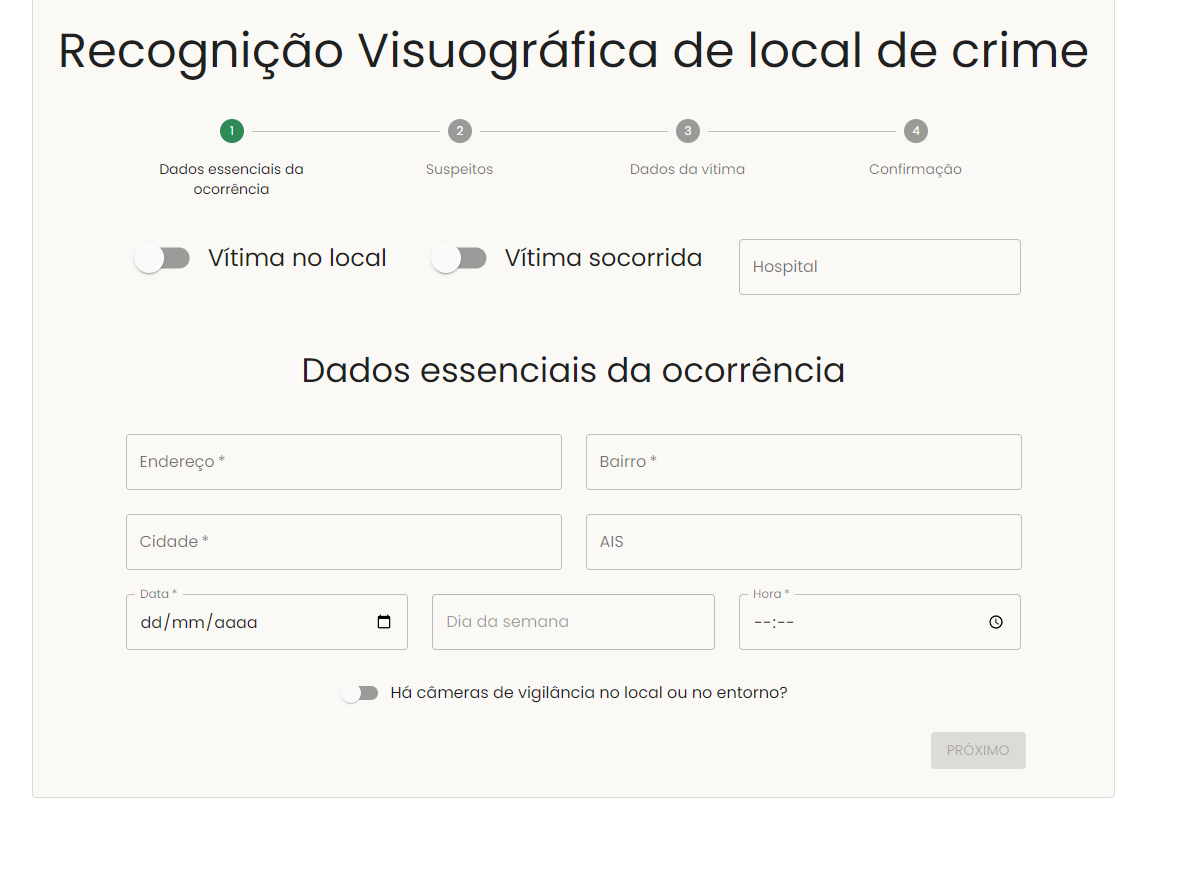 Recognição Visuográfica de local de crime
1
2
3
4
Dados essenciais da
ocorrência
Suspeitos
Dados da vítima
Confirmação
Vítima no local
Vítima socorrida
Hospital
Dados essenciais da ocorrência
Endereço *
Bairro *
Cidade *
AIS
Data *
dd/mm/aaaa
Dia da semana
Hora *
--:--
Há câmeras de vigilância no local ou no entorno?
PRÓXIMO